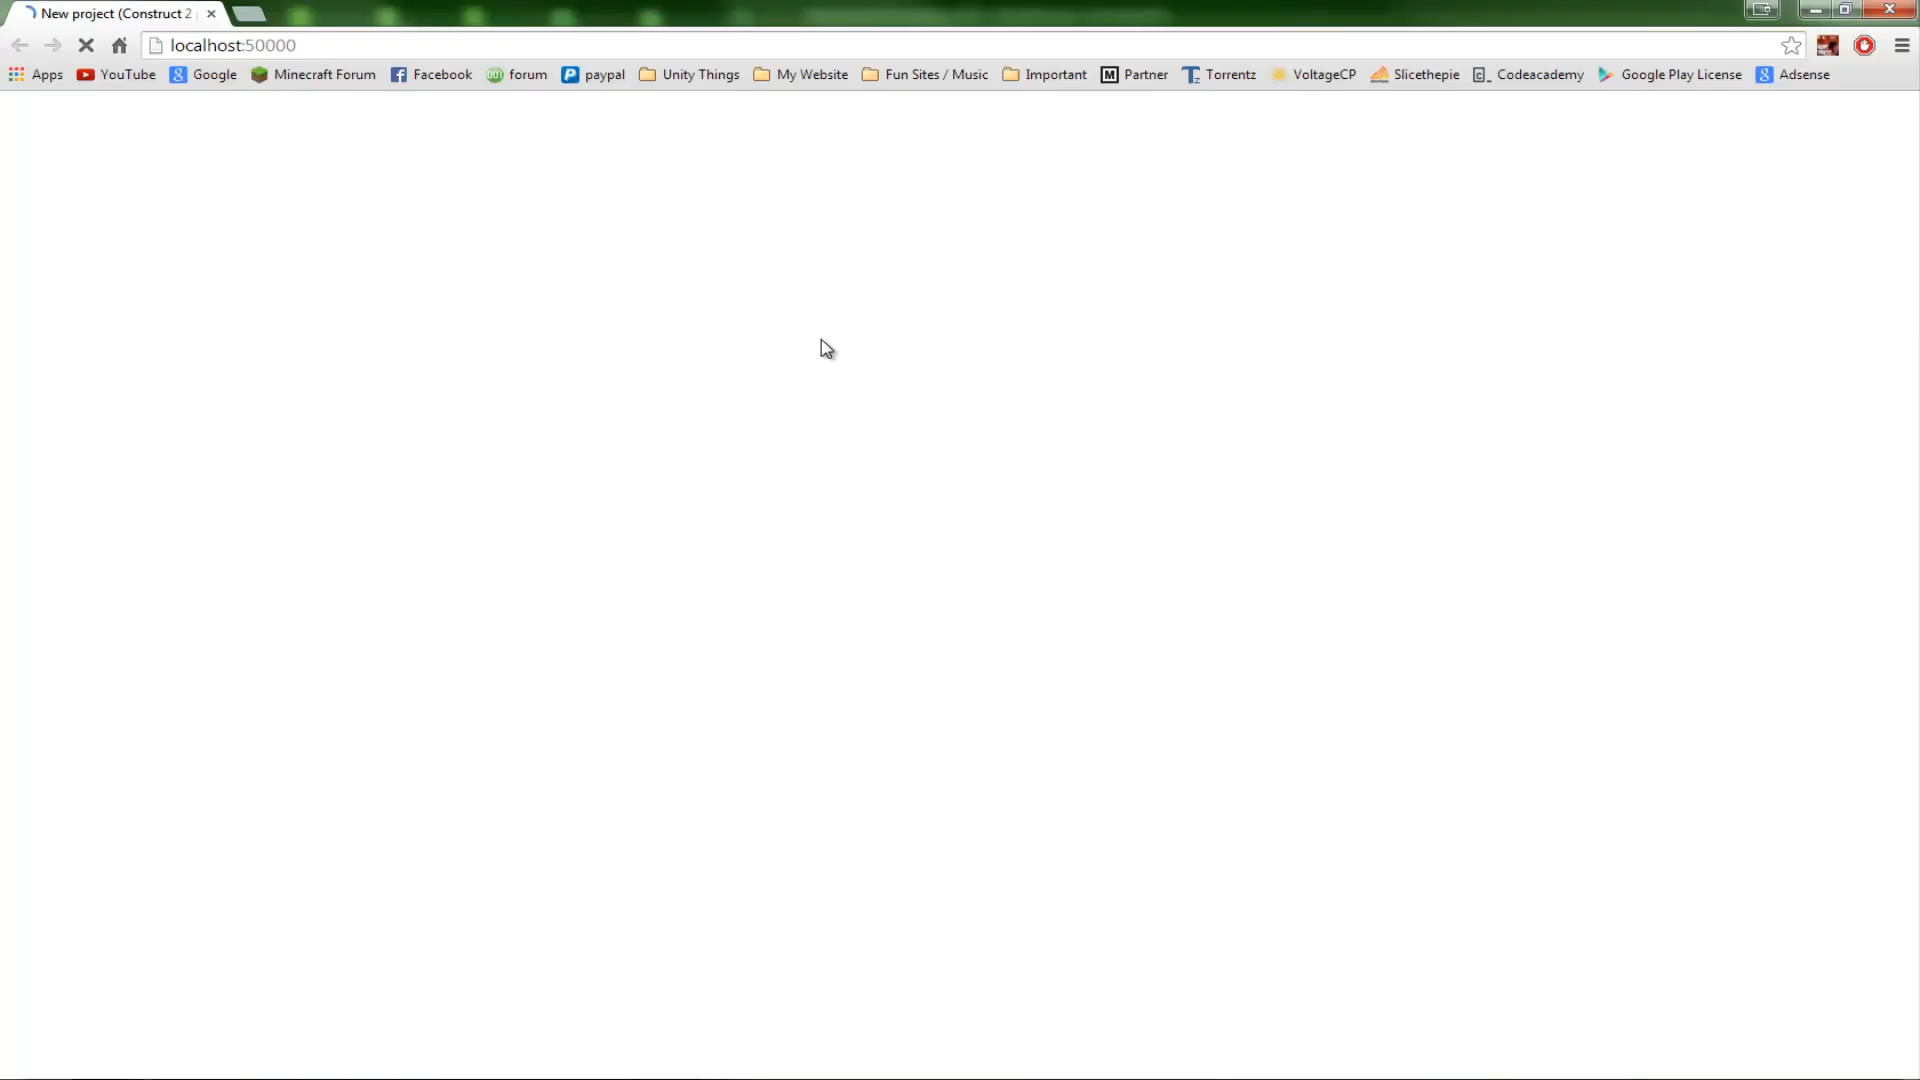 New project (Construct 2
localhost:50000
Apps YouTube Google Minecraft Forum Facebook forum paypal Unity Things My Website Fun Sites / Music Important Partner Torrentz VoltageCP Slicethepie Codeacademy Google Play License Adsense